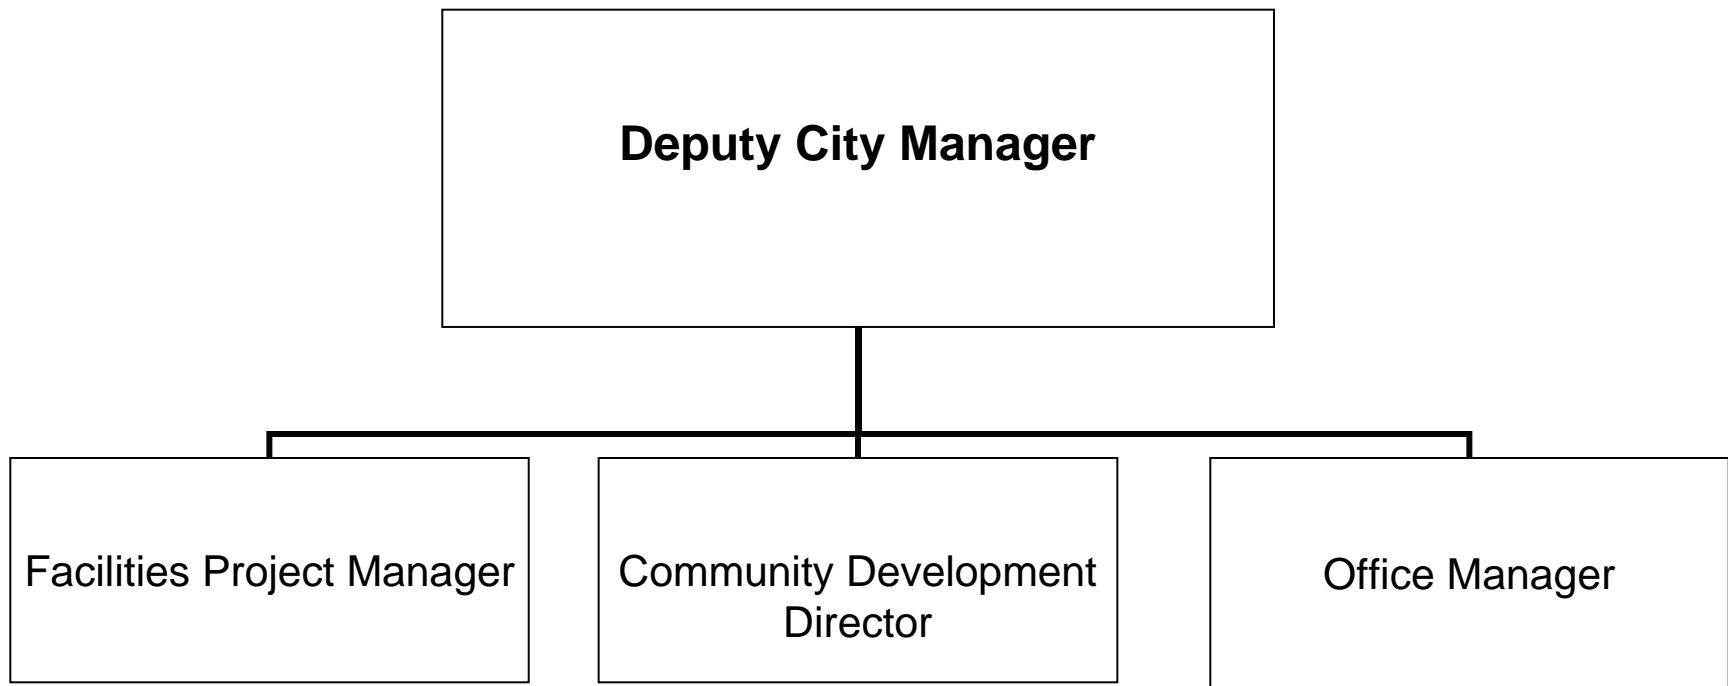 Deputy City Manager
Facilities Project Manager
Community Development
Director
Office Manager